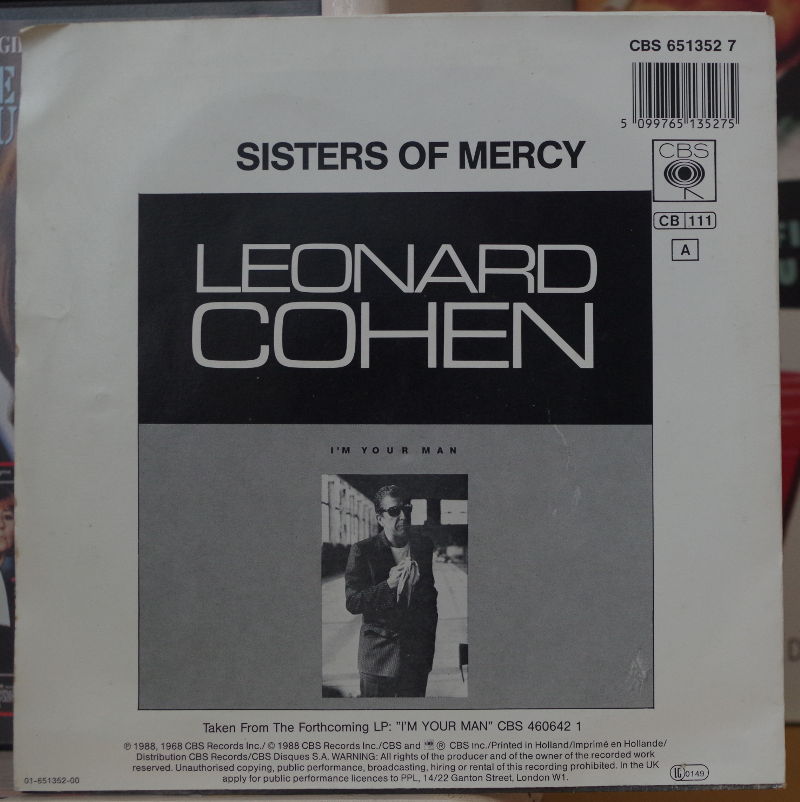 CBS 651352 7
5 099765 135275
SISTERS OF MERCY
CBS
CB 111
A
LEONARD
COHEN
I'M YOUR MAN
Taken From The Forthcoming LP: "I'M YOUR MAN" CBS 460642 1
℗ 1988, 1968 CBS Records Inc./ © 1988 CBS Records Inc./CBS and ® CBS Inc./Printed in Holland/Imprimé en Hollande/
Distribution CBS Records/CBS Disques S.A. WARNING: All rights of the producer and of the owner of the recorded work
reserved. Unauthorised copying, public performance, broadcasting, hiring or rental of this recording prohibited. In the UK
apply for public performance licences to PPL, 14/22 Ganton Street, London W1.
01-651352-00
LC 0149